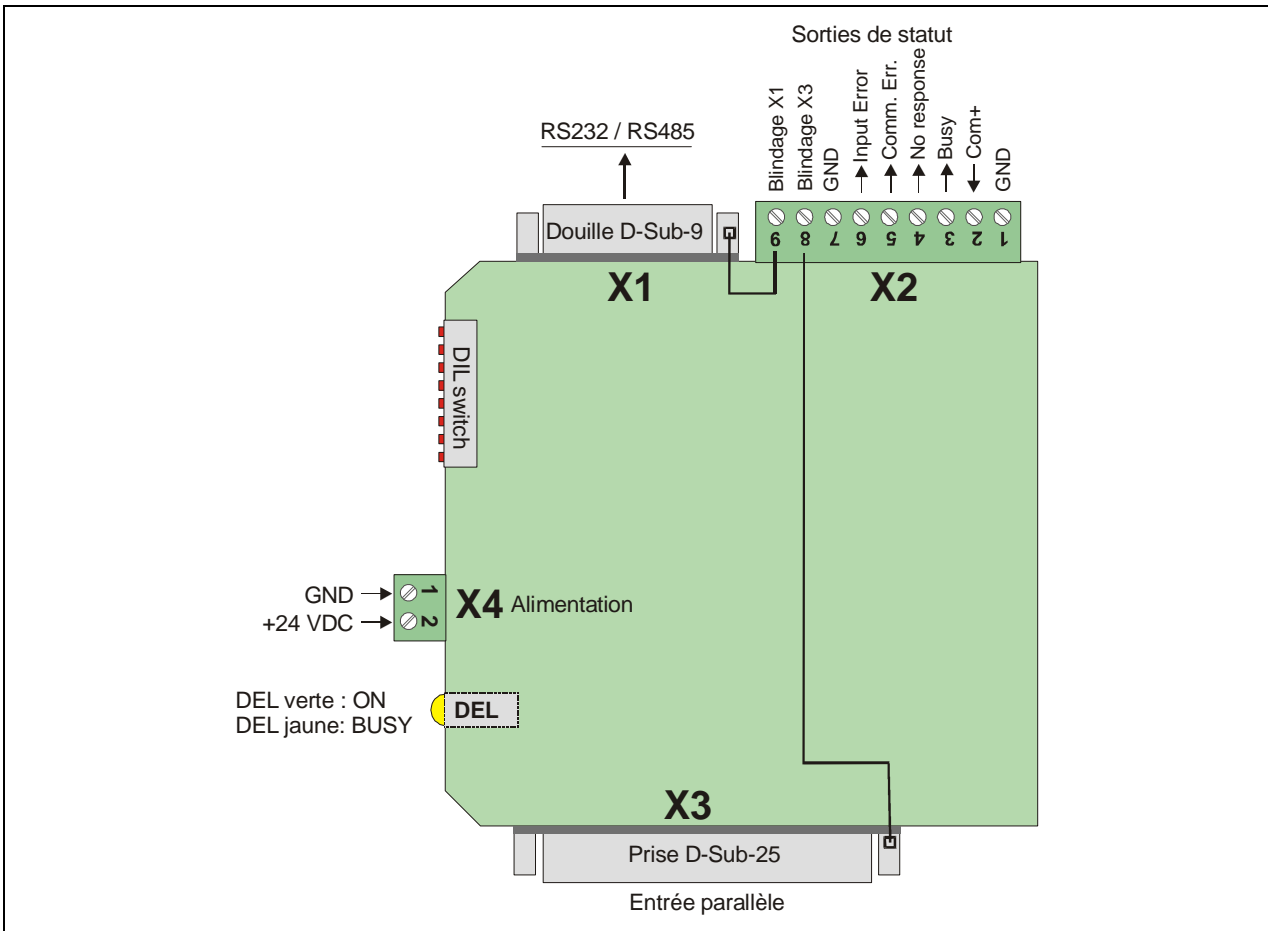 Sorties de statut
Blindage X1
Blindage X3
GND
Input Error
Comm. Err.
No response
Busy
Com+
GND
RS232 / RS485
Douille D-Sub-9
9 8 7 6 5 4 3 2 1
X1
X2
DIL switch
GND
+24 VDC
1
2
X4 Alimentation
DEL verte : ON
DEL jaune: BUSY
DEL
X3
Prise D-Sub-25
Entrée parallèle